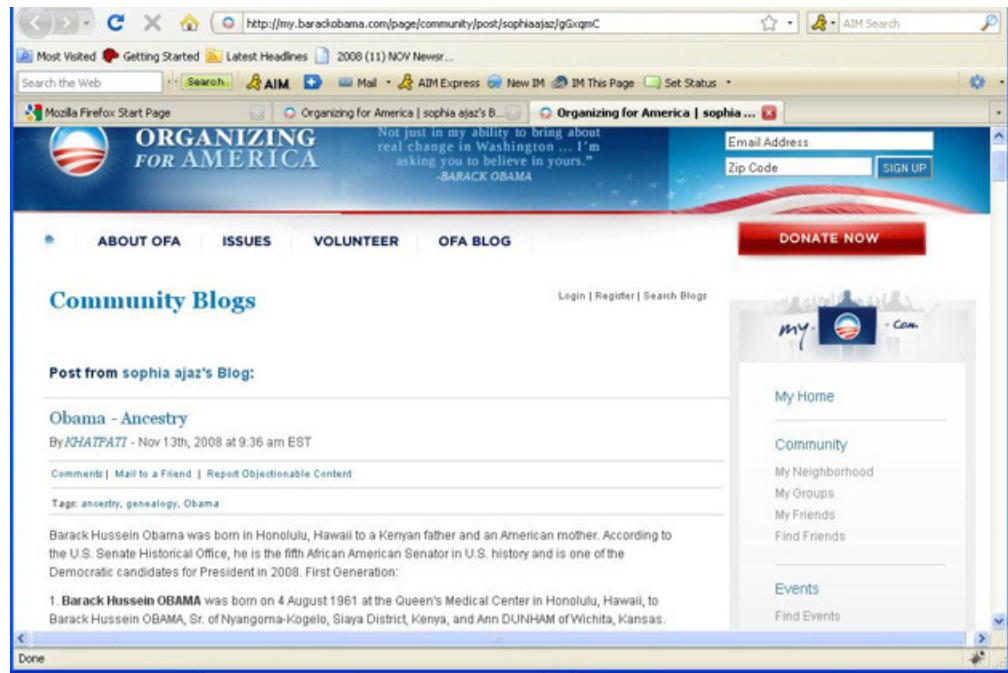 http://my.barackobama.com/page/community/post/sophiaajaz/gGxqmC
AIM Search
Most Visited Getting Started Latest Headlines 2008 (11) NOV Newsr...
Search the Web Search AIM Mail AIM Express New IM IM This Page Set Status
Mozilla Firefox Start Page Organizing for America | sophia ajaz's B... Organizing for America | sophia ...
ORGANIZING
FOR AMERICA
Not just in my ability to bring about
real change in Washington ... I'm
asking you to believe in yours."
-BARACK OBAMA
Email Address
Zip Code SIGN UP
ABOUT OFA ISSUES VOLUNTEER OFA BLOG
DONATE NOW
Community Blogs
Login | Register | Search Blogs
my. .com
Post from sophia ajaz's Blog:
Obama - Ancestry
By KHATPATI - Nov 13th, 2008 at 9:36 am EST
Comments | Mail to a Friend | Report Objectionable Content
Tags: ancestry, genealogy, Obama
Barack Hussein Obama was born in Honolulu, Hawaii to a Kenyan father and an American mother. According to
the U.S. Senate Historical Office, he is the fifth African American Senator in U.S. history and is one of the
Democratic candidates for President in 2008. First Generation:
1. Barack Hussein OBAMA was born on 4 August 1961 at the Queen's Medical Center in Honolulu, Hawaii, to
Barack Hussein OBAMA, Sr. of Nyangoma-Kogelo, Siaya District, Kenya, and Ann DUNHAM of Wichita, Kansas.
My Home
Community
My Neighborhood
My Groups
My Friends
Find Friends
Events
Find Events
Done